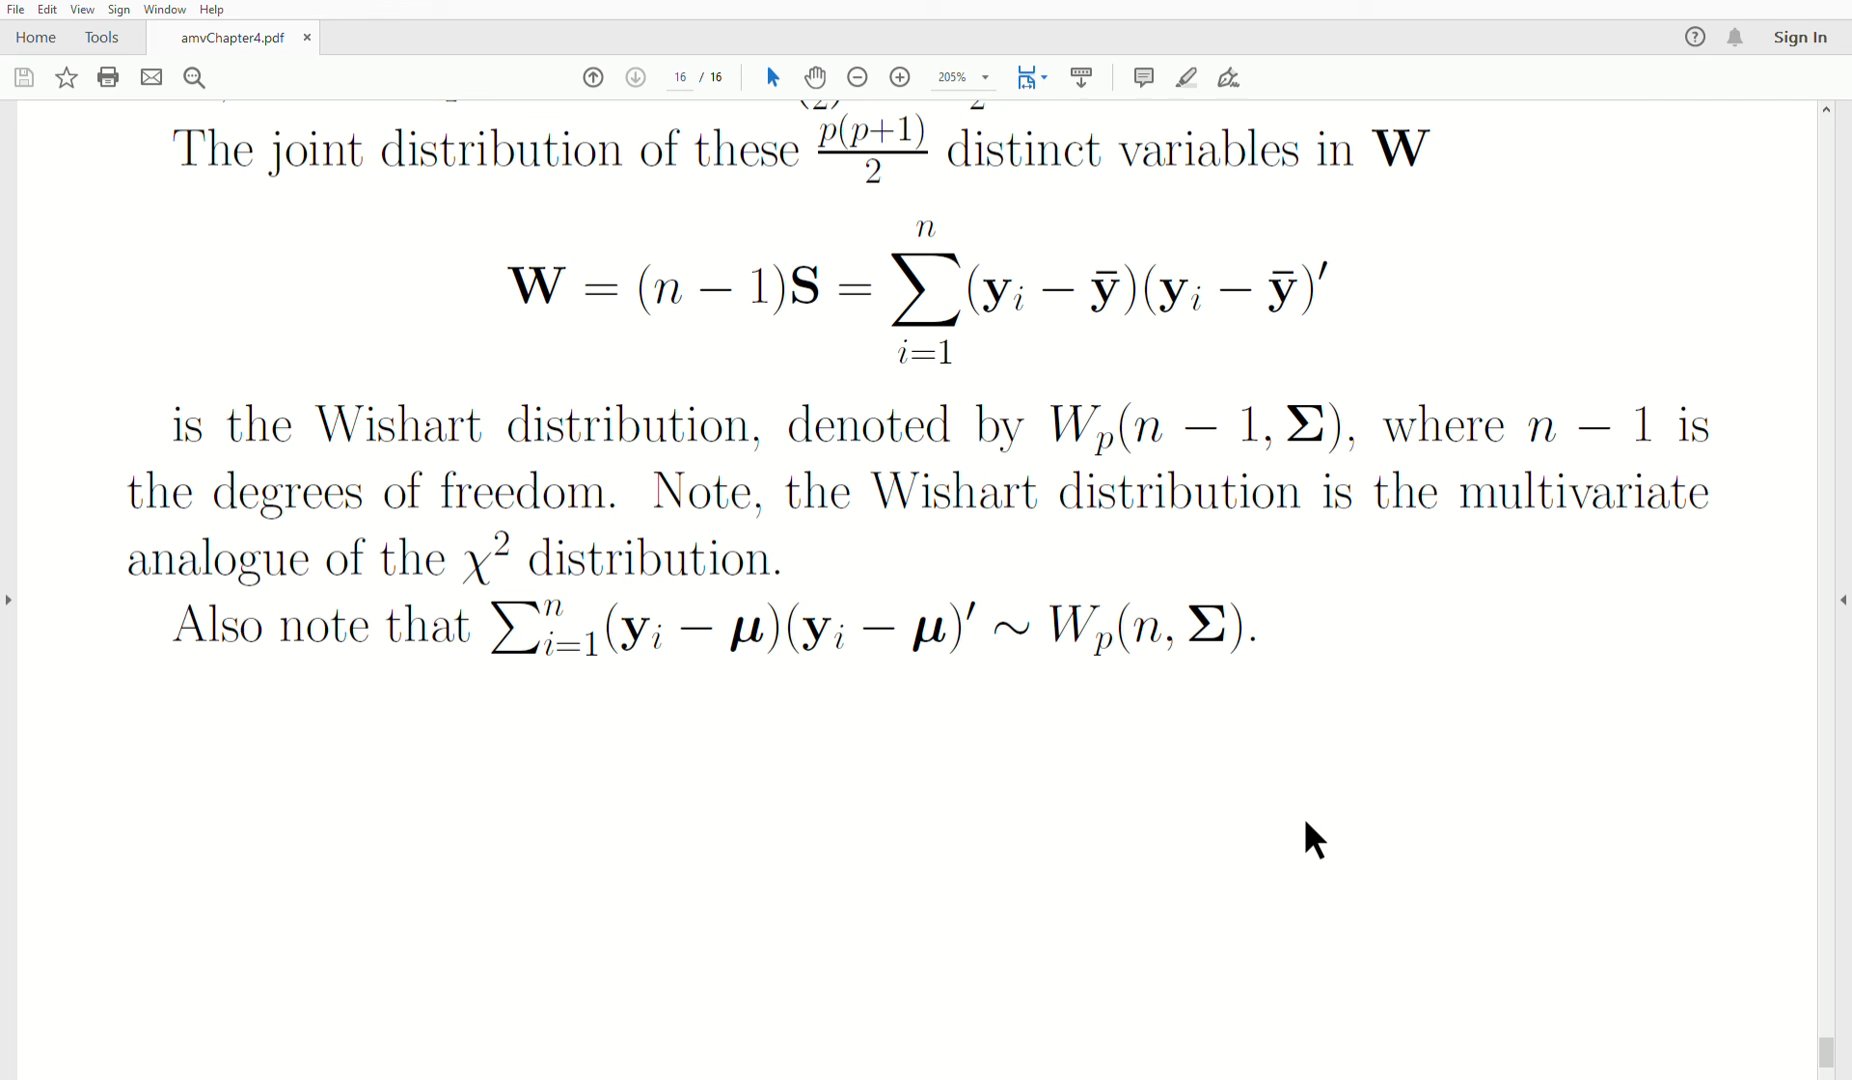 File Edit View Sign Window Help
Home Tools amvChapter4.pdf × Sign In
16 / 16 205%
The joint distribution of these p(p+1)/2 distinct variables in W
W = (n − 1)S = ∑_{i=1}^{n} (y_i − ȳ)(y_i − ȳ)′
is the Wishart distribution, denoted by W_p(n − 1, Σ), where n − 1 is
the degrees of freedom. Note, the Wishart distribution is the multivariate
analogue of the χ² distribution.
Also note that ∑_{i=1}^{n}(y_i − μ)(y_i − μ)′ ∼ W_p(n, Σ).